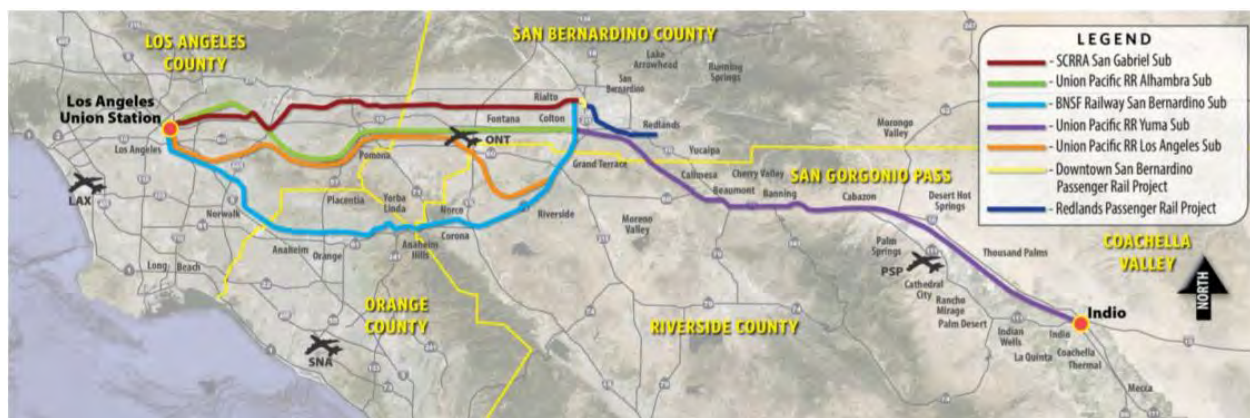 LOS ANGELES
COUNTY
SAN BERNARDINO COUNTY
Lake
Arrowhead
Running
Springs
San
Bernardino
Los Angeles
Union Station
Rialto
Fontana
Colton
Redlands
ONT
Los Angeles
Pomona
Grand Terrace
Yucaipa
Calimesa
Cherry Valley
Beaumont
Banning
SAN GORGONIO PASS
Cabazon
Morongo
Valley
Desert Hot
Springs
LAX
Norwalk
Placentia
Yorba
Linda
Norco
Riverside
Moreno
Valley
Anaheim
Orange
Anaheim
Hills
Corona
Long Beach
Palm
Springs
Thousand Palms
COACHELLA
VALLEY
PSP
Cathedral
City
Rancho
Mirage
Palm Desert
ORANGE
COUNTY
RIVERSIDE COUNTY
SNA
Indio
Indian
Wells
Indio
La Quinta
Coachella
Thermal
Mecca
NORTH
LEGEND
- SCRRA San Gabriel Sub
- Union Pacific RR Alhambra Sub
- BNSF Railway San Bernardino Sub
- Union Pacific RR Yuma Sub
- Union Pacific RR Los Angeles Sub
- Downtown San Bernardino
Passenger Rail Project
- Redlands Passenger Rail Project